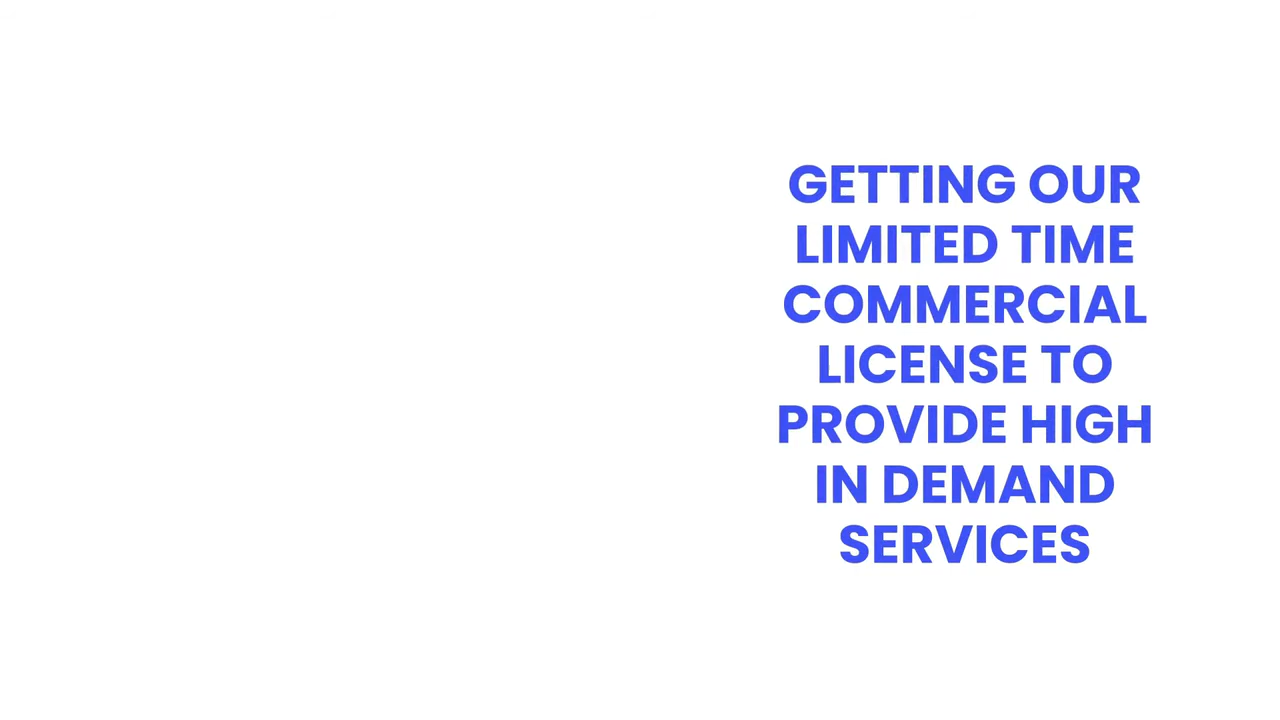 GETTING OUR
LIMITED TIME
COMMERCIAL
LICENSE TO
PROVIDE HIGH
IN DEMAND
SERVICES